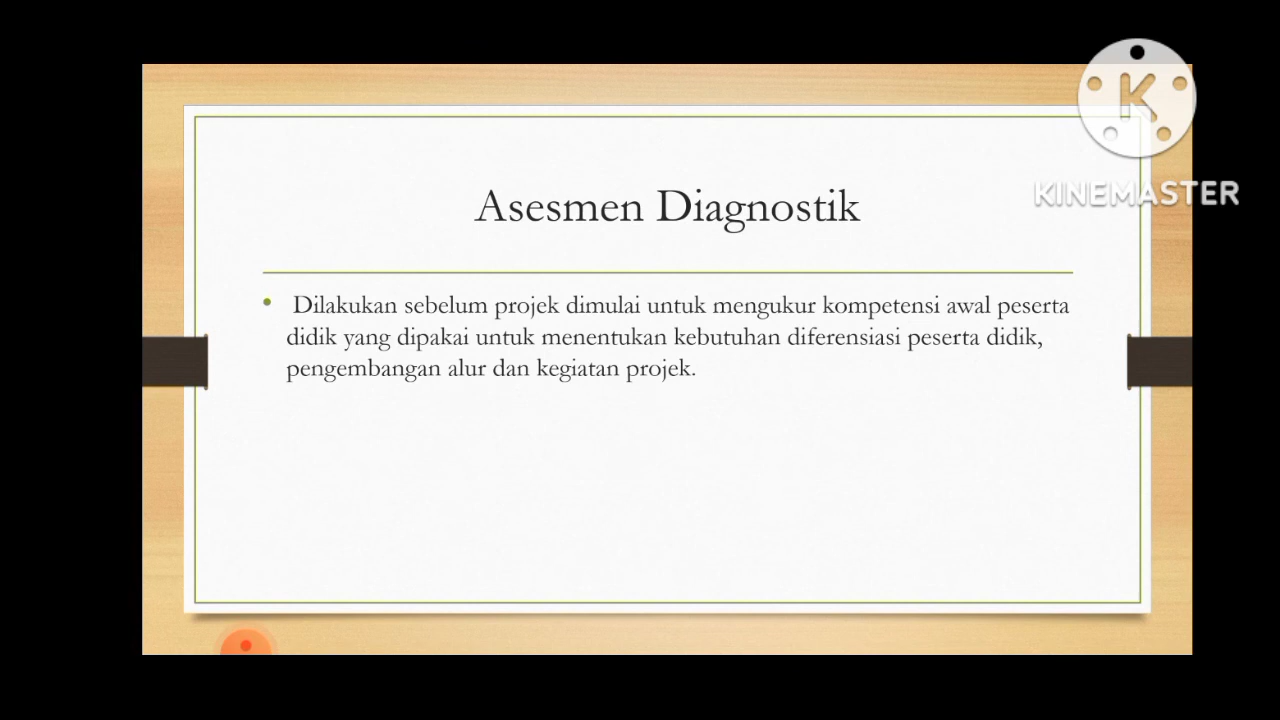 KINEMASTER
Asesmen Diagnostik
Dilakukan sebelum projek dimulai untuk mengukur kompetensi awal peserta
didik yang dipakai untuk menentukan kebutuhan diferensiasi peserta didik,
pengembangan alur dan kegiatan projek.